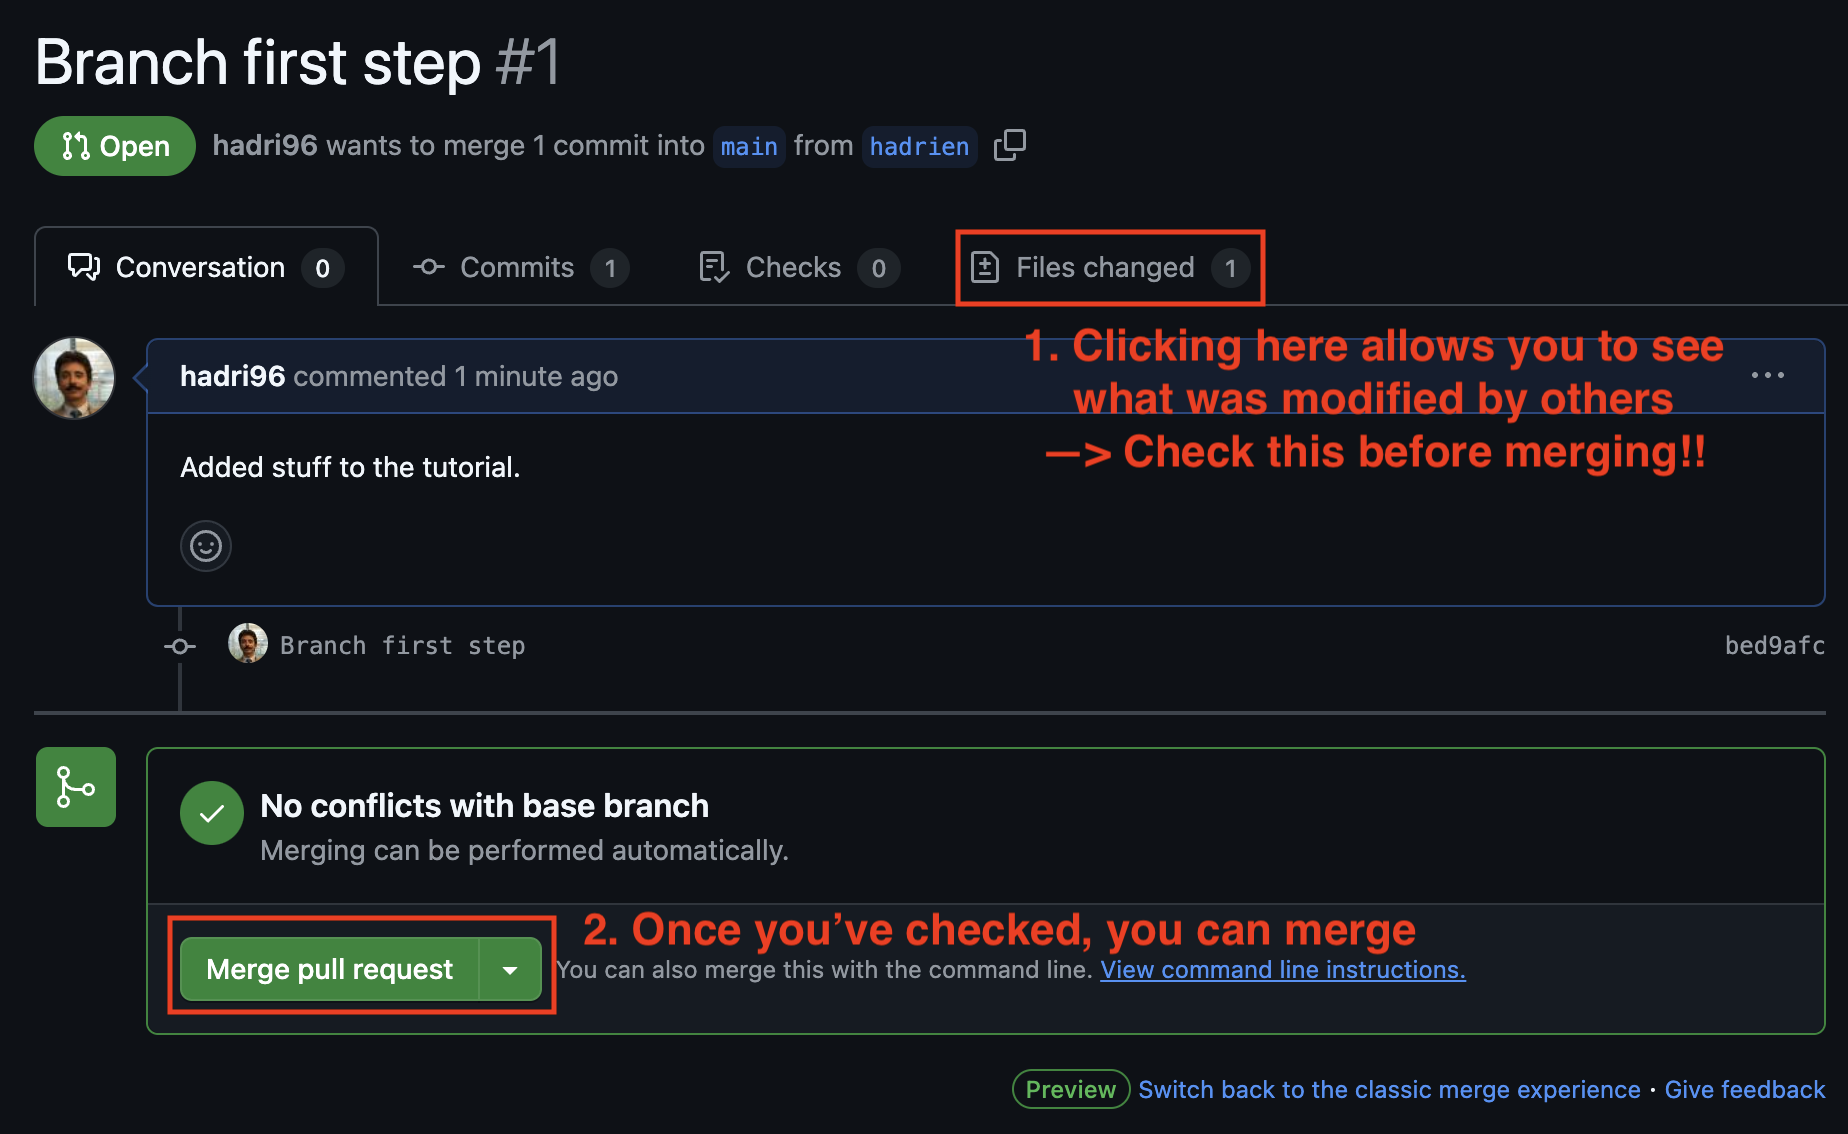 Branch first step #1
Open hadri96 wants to merge 1 commit into main from hadrien
Conversation 0 Commits 1 Checks 0 Files changed 1
1. Clicking here allows you to see
what was modified by others
—> Check this before merging!!
hadri96 commented 1 minute ago
Added stuff to the tutorial.
Branch first step bed9afc
No conflicts with base branch
Merging can be performed automatically.
2. Once you’ve checked, you can merge
Merge pull request You can also merge this with the command line. View command line instructions.
Preview Switch back to the classic merge experience · Give feedback